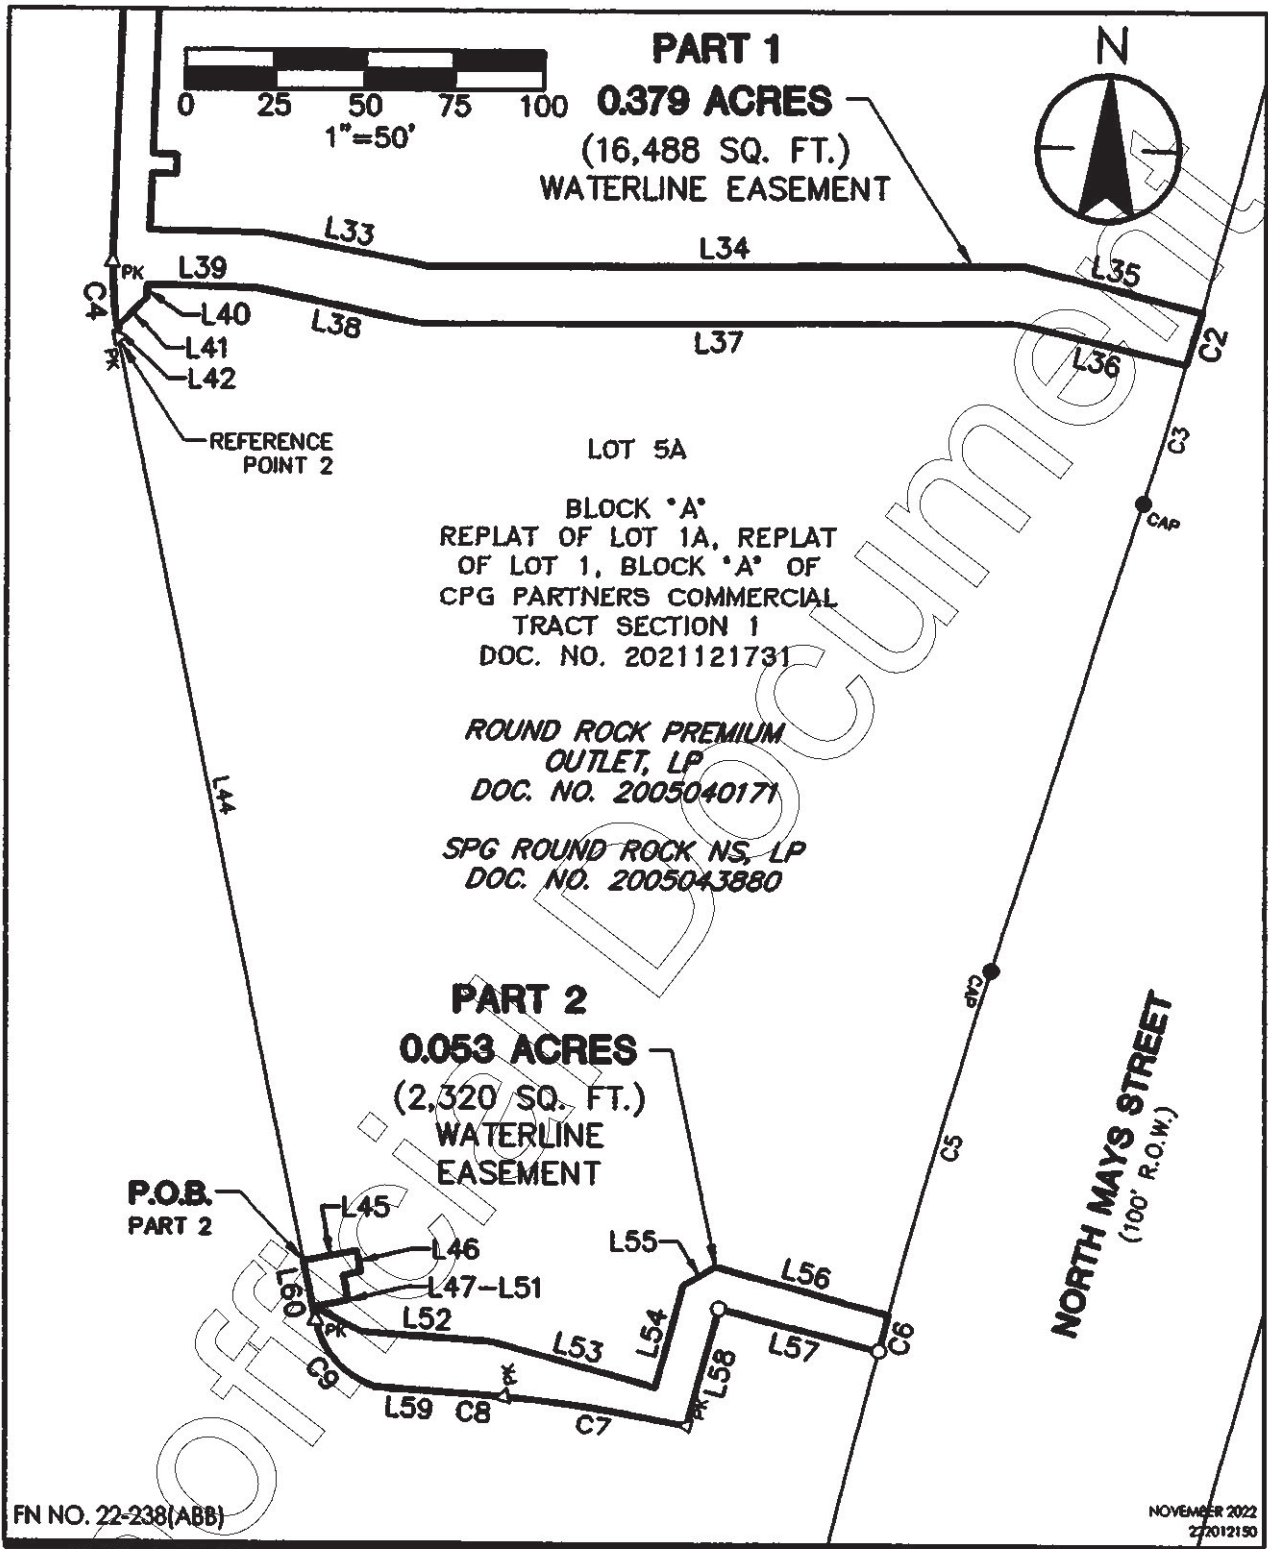 PART 1
0.379 ACRES
(16,488 SQ. FT.)
WATERLINE EASEMENT
0 25 50 75 100
1"=50'
N
L33
L34
L35
L39
PK
C4
L40
L38
L41
L37
L36
C2
PK
L42
C3
REFERENCE
POINT 2
CAP
LOT 5A
BLOCK "A"
REPLAT OF LOT 1A, REPLAT
OF LOT 1, BLOCK "A" OF
CPG PARTNERS COMMERCIAL
TRACT SECTION 1
DOC. NO. 2021121731
ROUND ROCK PREMIUM
OUTLET, LP
DOC. NO. 2005040171
L44
SPG ROUND ROCK NS, LP
DOC. NO. 2005043880
CAP
PART 2
0.053 ACRES
(2,320 SQ. FT.)
WATERLINE
EASEMENT
C5
NORTH MAYS STREET
(100' R.O.W.)
P.O.B.
PART 2
L45
L46
L55
L56
L60
L47-L51
PK
L52
L54
L53
L57
C6
L58
C9
PK
L59
C8
C7
PK
FN NO. 22-238(ABB)
NOVEMBER 2022
222012150
unofficial Document